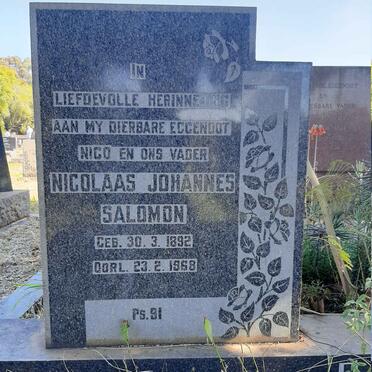 IN
LIEFDEVOLLE HERINNERING
AAN MY DIERBARE EGGENOOT
NICO EN ONS VADER
NICOLAAS JOHANNES
SALOMON
GEB. 30. 3. 1892
OORL. 23. 2. 1968
Ps. 91